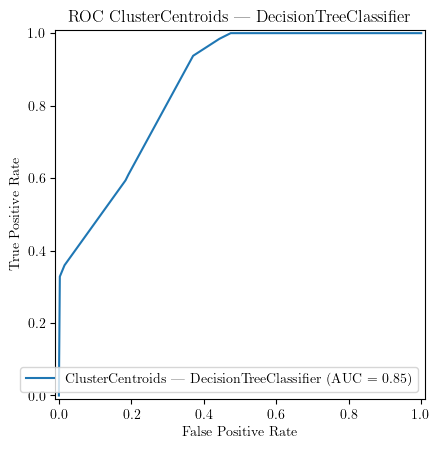 ROC ClusterCentroids — DecisionTreeClassifier
1.0
0.8
0.6
0.4
0.2
0.0
True Positive Rate
ClusterCentroids — DecisionTreeClassifier (AUC = 0.85)
0.0 0.2 0.4 0.6 0.8 1.0
False Positive Rate